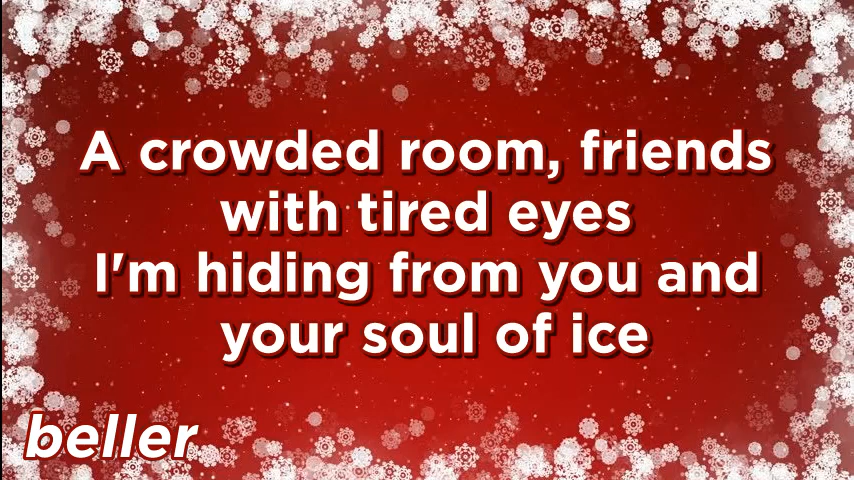 A crowded room, friends
with tired eyes
I'm hiding from you and
your soul of ice
beller